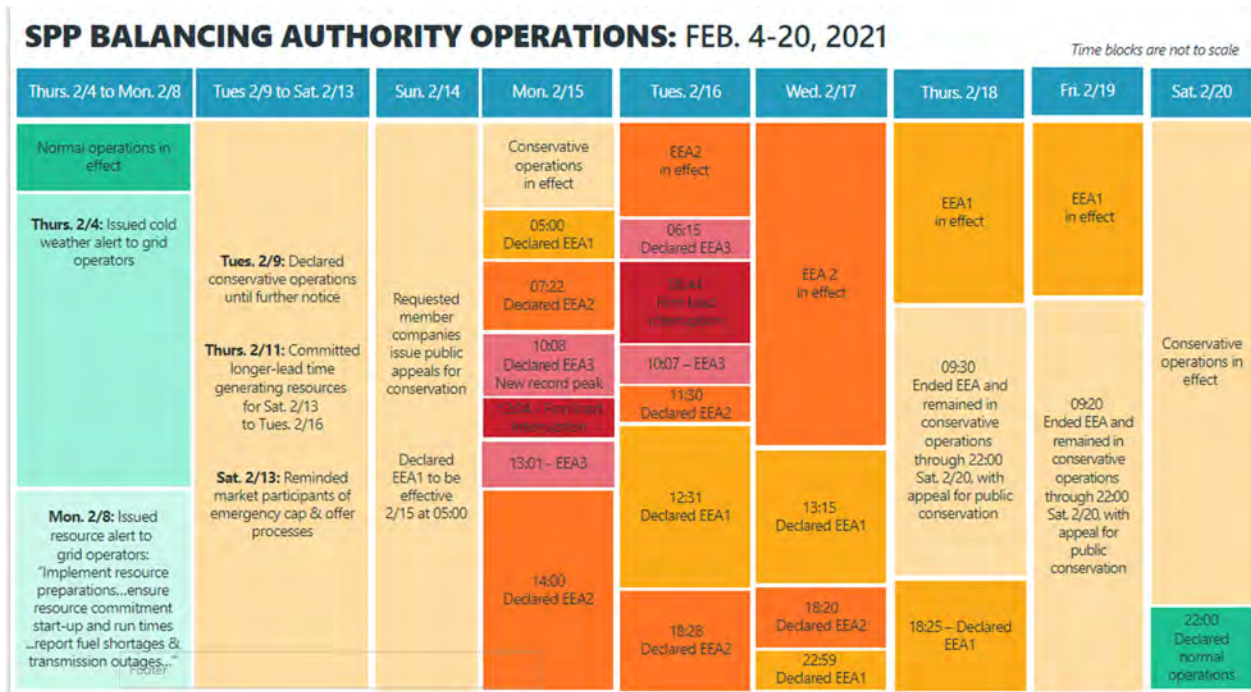 SPP BALANCING AUTHORITY OPERATIONS: FEB. 4-20, 2021
Time blocks are not to scale
Thurs. 2/4 to Mon. 2/8
Tues 2/9 to Sat. 2/13
Sun. 2/14
Mon. 2/15
Tues. 2/16
Wed. 2/17
Thurs. 2/18
Fri. 2/19
Sat. 2/20
Normal operations in
effect
Thurs. 2/4: Issued cold
weather alert to grid
operators
Mon. 2/8: Issued
resource alert to
grid operators:
"Implement resource
preparations...ensure
resource commitment
start-up and run times
...report fuel shortages &
transmission outages..."
Footer
Tues. 2/9: Declared
conservative operations
until further notice
Thurs. 2/11: Committed
longer-lead time
generating resources
for Sat. 2/13
to Tues. 2/16
Sat. 2/13: Reminded
market participants of
emergency cap & offer
processes
Requested
member
companies
issue public
appeals for
conservation
Declared
EEA1 to be
effective
2/15 at 05:00
Conservative
operations
in effect
05:00
Declared EEA1
07:22
Declared EEA2
10:08
Declared EEA3
New record peak
interruption
13:01 – EEA3
14:00
Declared EEA2
EEA2
in effect
06:15
Declared EEA3
Firm Load
Interruption
10:07 – EEA3
11:30
Declared EEA2
12:31
Declared EEA1
18:28
Declared EEA2
EEA 2
in effect
13:15
Declared EEA1
18:20
Declared EEA2
22:59
Declared EEA1
EEA1
in effect
09:30
Ended EEA and
remained in
conservative
operations
through 22:00
Sat. 2/20, with
appeal for public
conservation
18:25 – Declared
EEA1
EEA1
in effect
09:20
Ended EEA and
remained in
conservative
operations
through 22:00
Sat. 2/20, with
appeal for
public
conservation
Conservative
operations in
effect
22:00
Declared
normal
operations